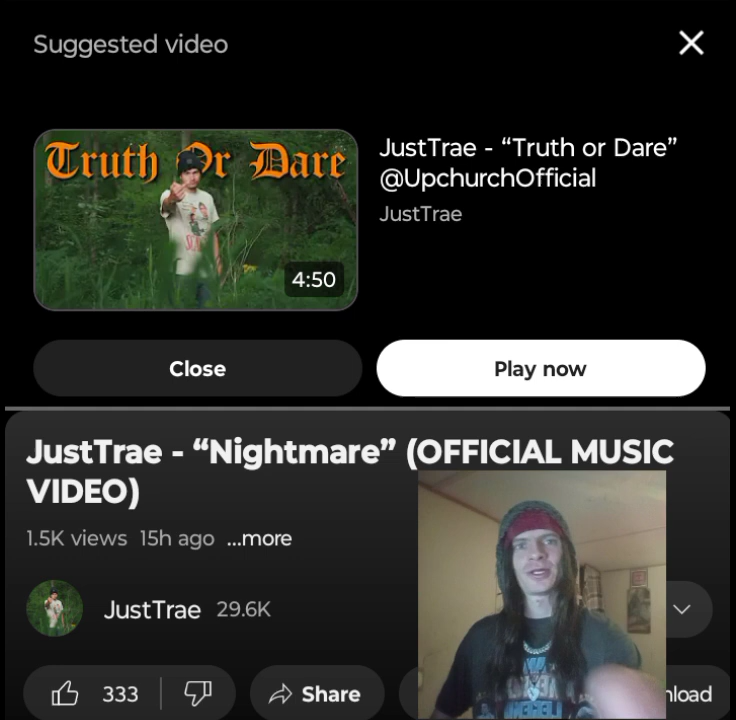 Suggested video
Truth Or Dare
4:50
JustTrae - “Truth or Dare”
@UpchurchOfficial
JustTrae
Close
Play now
JustTrae - “Nightmare” (OFFICIAL MUSIC
VIDEO)
1.5K views 15h ago ...more
JustTrae 29.6K
333
Share
nload